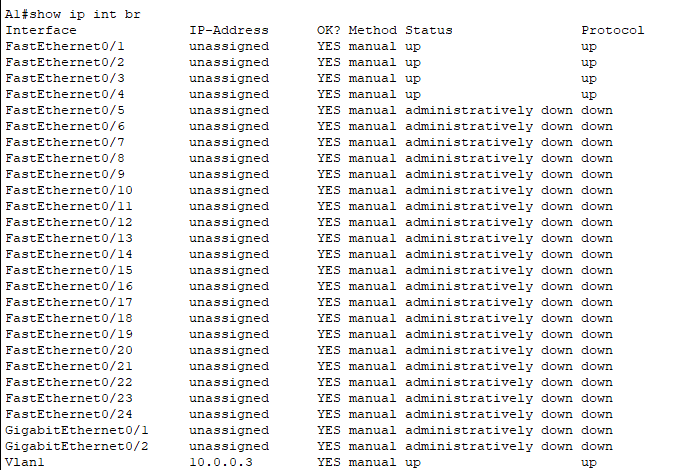 A1#show ip int br
Interface IP-Address OK? Method Status Protocol
FastEthernet0/1 unassigned YES manual up up
FastEthernet0/2 unassigned YES manual up up
FastEthernet0/3 unassigned YES manual up up
FastEthernet0/4 unassigned YES manual up up
FastEthernet0/5 unassigned YES manual administratively down down
FastEthernet0/6 unassigned YES manual administratively down down
FastEthernet0/7 unassigned YES manual administratively down down
FastEthernet0/8 unassigned YES manual administratively down down
FastEthernet0/9 unassigned YES manual administratively down down
FastEthernet0/10 unassigned YES manual administratively down down
FastEthernet0/11 unassigned YES manual administratively down down
FastEthernet0/12 unassigned YES manual administratively down down
FastEthernet0/13 unassigned YES manual administratively down down
FastEthernet0/14 unassigned YES manual administratively down down
FastEthernet0/15 unassigned YES manual administratively down down
FastEthernet0/16 unassigned YES manual administratively down down
FastEthernet0/17 unassigned YES manual administratively down down
FastEthernet0/18 unassigned YES manual administratively down down
FastEthernet0/19 unassigned YES manual administratively down down
FastEthernet0/20 unassigned YES manual administratively down down
FastEthernet0/21 unassigned YES manual administratively down down
FastEthernet0/22 unassigned YES manual administratively down down
FastEthernet0/23 unassigned YES manual administratively down down
FastEthernet0/24 unassigned YES manual administratively down down
GigabitEthernet0/1 unassigned YES manual administratively down down
GigabitEthernet0/2 unassigned YES manual administratively down down
Vlan1 10.0.0.3 YES manual up up